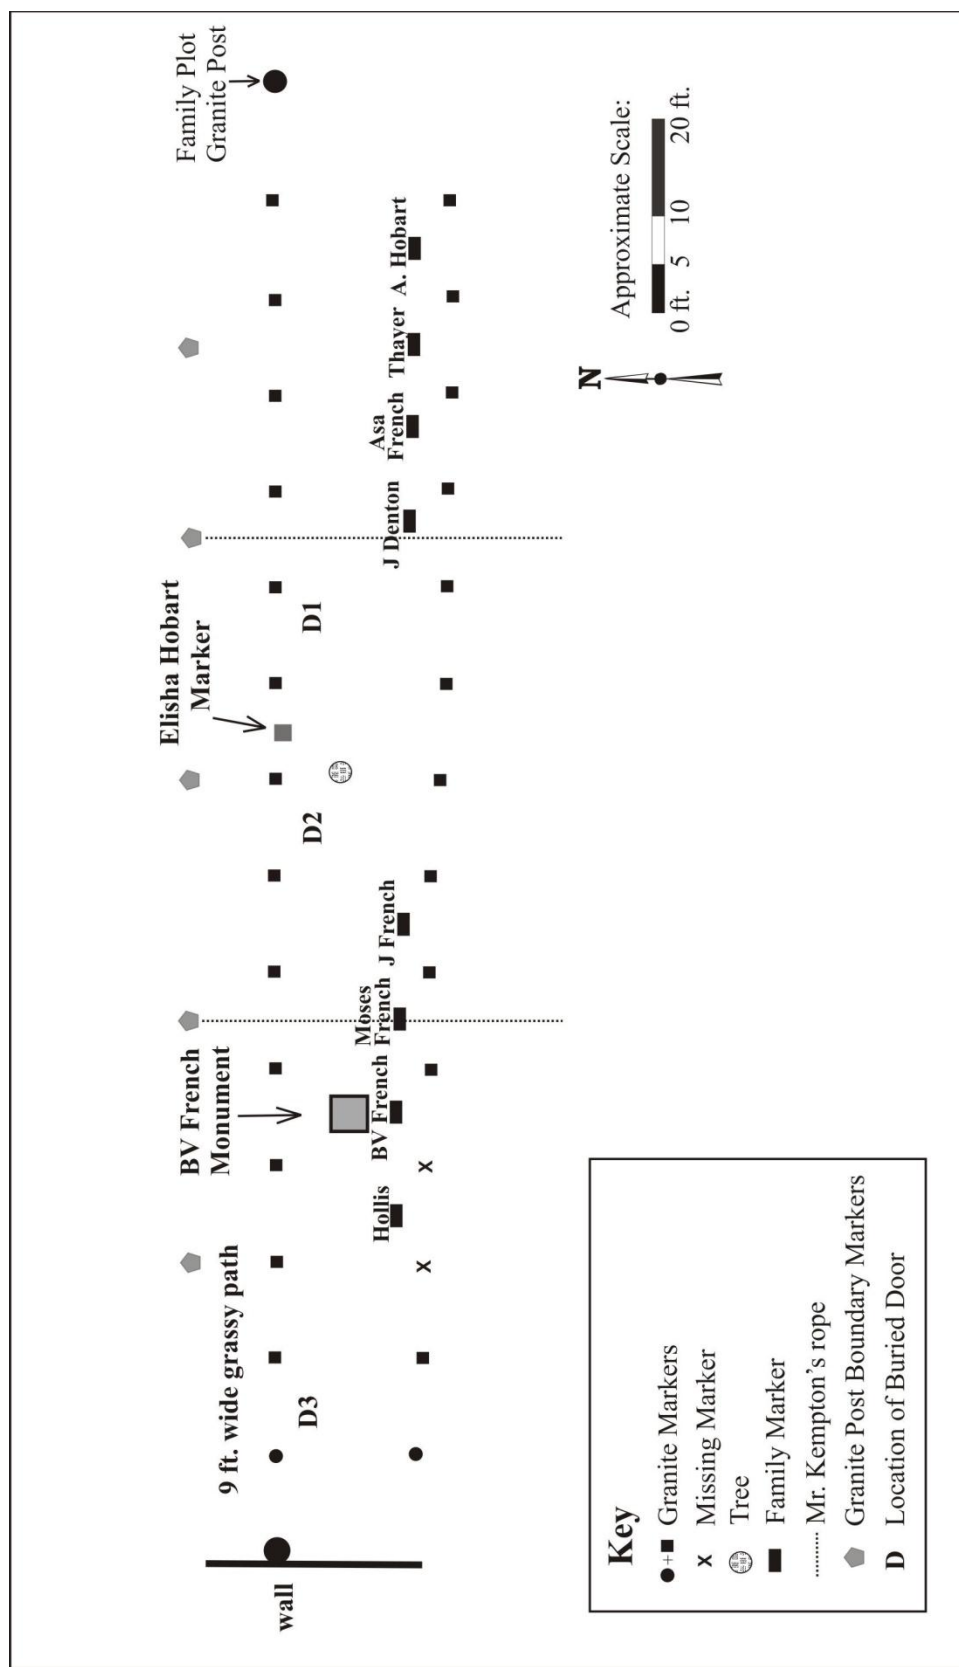 Family Plot
Granite Post
Elisha Hobart
Marker
BV French
Monument
9 ft. wide grassy path
wall
D3
D2
D1
Hollis
BV French
Moses
French
J French
J Denton
Asa
French
Thayer
A. Hobart
Key
+ Granite Markers
x Missing Marker
Tree
Family Marker
Mr. Kempton's rope
Granite Post Boundary Markers
D Location of Buried Door
x
x
N
Approximate Scale:
0 ft. 5 10 20 ft.